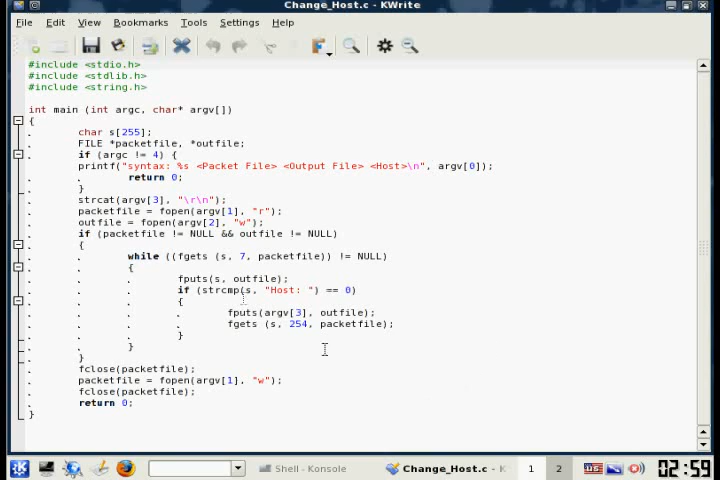 Change_Host.c - KWrite
File Edit View Bookmarks Tools Settings Help
#include <stdio.h>
#include <stdlib.h>
#include <string.h>
int main (int argc, char* argv[])
{
char s[255];
FILE *packetfile, *outfile;
if (argc != 4) {
printf("syntax: %s <Packet File> <Output File> <Host>\n", argv[0]);
return 0;
}
strcat(argv[3], "\r\n");
packetfile = fopen(argv[1], "r");
outfile = fopen(argv[2], "w");
if (packetfile != NULL && outfile != NULL)
{
while ((fgets (s, 7, packetfile)) != NULL)
{
fputs(s, outfile);
if (strcmp(s, "Host: ") == 0)
{
fputs(argv[3], outfile);
fgets (s, 254, packetfile);
}
}
}
fclose(packetfile);
packetfile = fopen(argv[1], "w");
fclose(packetfile);
return 0;
}
Shell - Konsole Change_Host.c - K 1 2 US 02:59